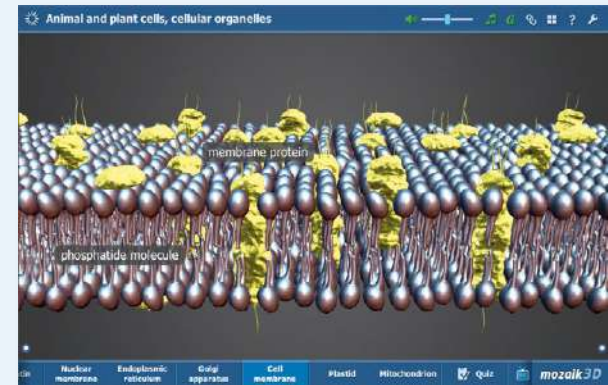 Animal and plant cells, cellular organelles
?
membrane protein
phosphatide molecule
Nuclear
membrane
Endoplasmic
reticulum
Golgi
apparatus
Cell
membrane
Plastid
Mitochondrion
Quiz
mozaik3D